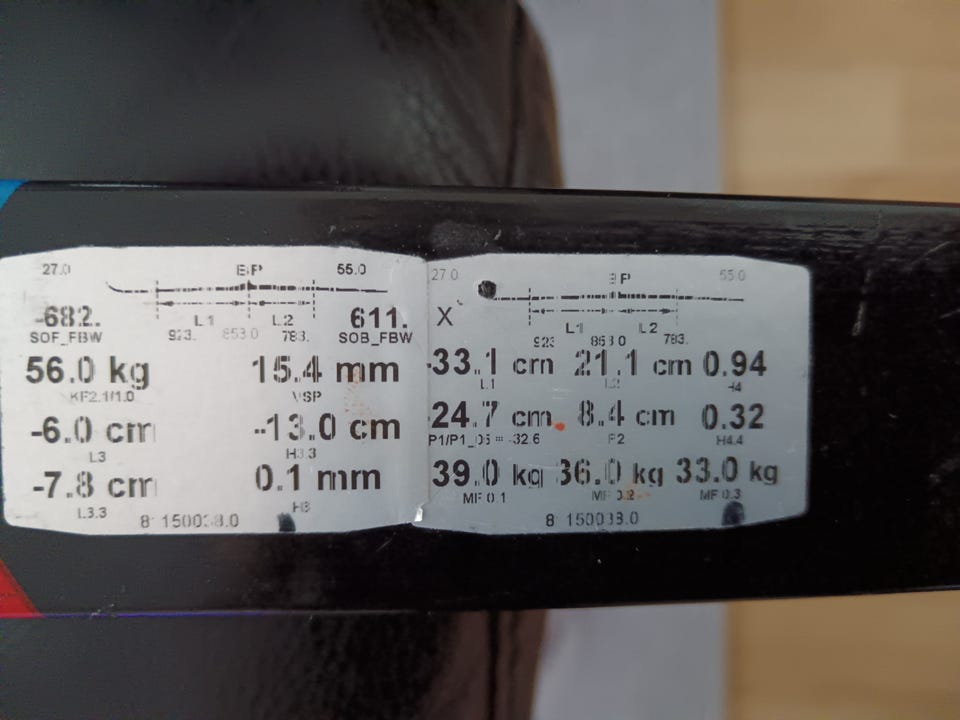 27.0 BP 55.0
-682. L1 L2 611.
SOF_FBW 923. 853.0 783. SOB_FBW
56.0 kg 15.4 mm
KF2.1/1.0 VSP
-6.0 cm -13.0 cm
L3 H3.3
-7.8 cm 0.1 mm
L3.3 H8
27.0 BP 55.0
X L1 L2
923 853.0 783.
-33.1 cm 21.1 cm 0.94
L1 L2 H4
-24.7 cm 8.4 cm 0.32
P1/P1_D5 = -32.6 P2 H4.4
39.0 kg 36.0 kg 33.0 kg
MF 0.1 MF 0.2 MF 0.3